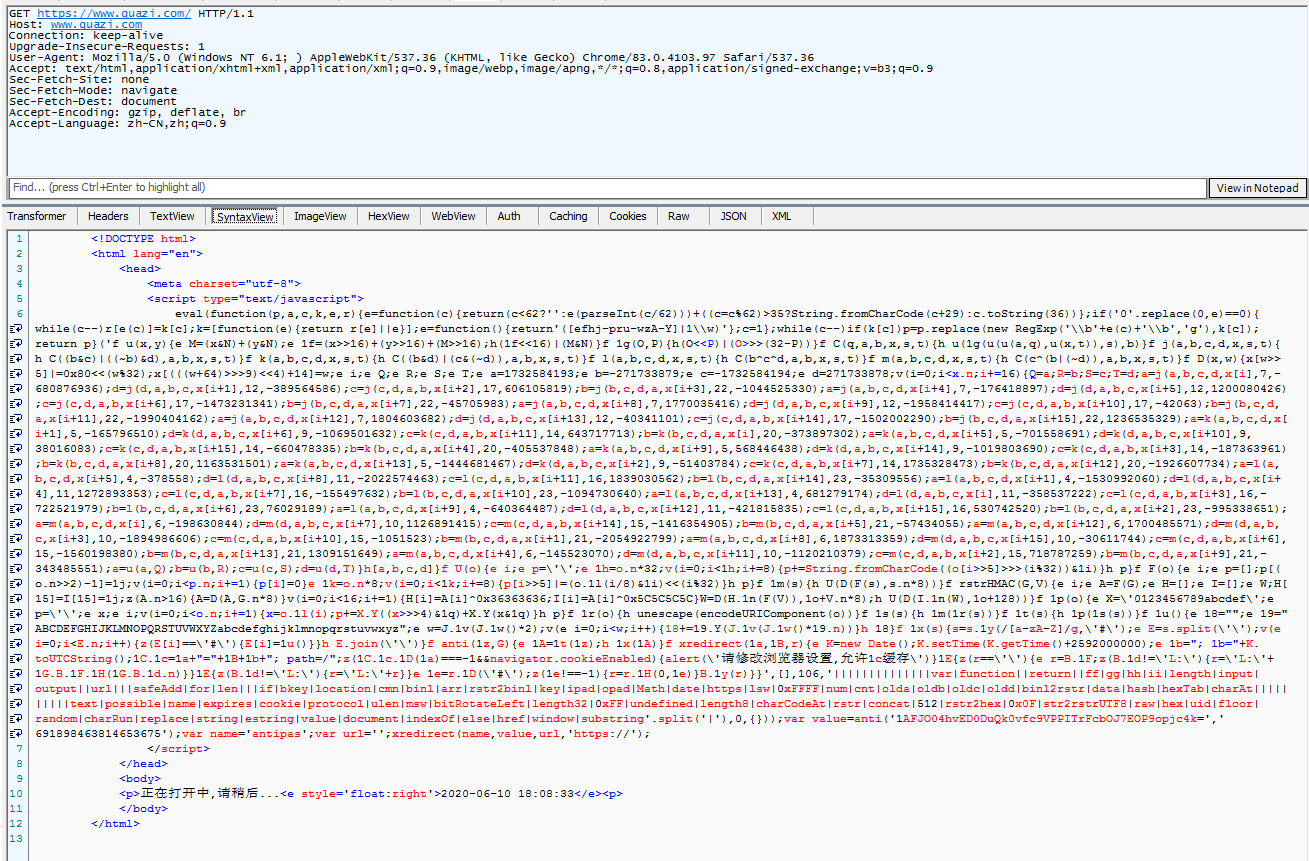 GET https://www.guazi.com/ HTTP/1.1
Host: www.guazi.com
Connection: keep-alive
Upgrade-Insecure-Requests: 1
User-Agent: Mozilla/5.0 (Windows NT 6.1; ) AppleWebKit/537.36 (KHTML, like Gecko) Chrome/83.0.4103.97 Safari/537.36
Accept: text/html,application/xhtml+xml,application/xml;q=0.9,image/webp,image/apng,*/*;q=0.8,application/signed-exchange;v=b3;q=0.9
Sec-Fetch-Site: none
Sec-Fetch-Mode: navigate
Sec-Fetch-Dest: document
Accept-Encoding: gzip, deflate, br
Accept-Language: zh-CN,zh;q=0.9
Find... (press Ctrl+Enter to highlight all) View in Notepad
Transformer Headers TextView SyntaxView ImageView HexView WebView Auth Caching Cookies Raw JSON XML
1 <!DOCTYPE html>
2 <html lang="en">
3 <head>
4 <meta charset="utf-8">
5 <script type="text/javascript">
6 eval(function(p,a,c,k,e,r){e=function(c){return(c<62?'':e(parseInt(c/62)))+((c=c%62)>35?String.fromCharCode(c+29):c.toString(36))};if('0'.replace(0,e)==0){
while(c--)r[e(c)]=k[c];k=[function(e){return r[e]||e}];e=function(){return'([efhj-pru-wzA-Y]|1\\w)'};c=1};while(c--)if(k[c])p=p.replace(new RegExp('\\b'+e(c)+'\\b','g'),k[c]);
return p}('f u(x,y){e M=(x&N)+(y&N);e 1f=(x>>16)+(y>>16)+(M>>16);h(1f<<16)|(M&N)}f 1g(O,P){h(O<<P)|(O>>>(32-P))}f C(q,a,b,x,s,t){h u(1g(u(u(a,q),u(x,t)),s),b)}f j(a,b,c,d,x,s,t){
h C((b&c)|((~b)&d),a,b,x,s,t)}f k(a,b,c,d,x,s,t){h C((b&d)|(c&(~d)),a,b,x,s,t)}f l(a,b,c,d,x,s,t){h C(b^c^d,a,b,x,s,t)}f m(a,b,c,d,x,s,t){h C(c^(b|(~d)),a,b,x,s,t)}f D(x,w){x[w>>
5]|=0x80<<(w%32);x[(((w+64)>>>9)<<4)+14]=w;e i;e Q;e R;e S;e T;e a=1732584193;e b=-271733879;e c=-1732584194;e d=271733878;v(i=0;i<x.n;i+=16){Q=a;R=b;S=c;T=d;a=j(a,b,c,d,x[i],7,-
680876936);d=j(d,a,b,c,x[i+1],12,-389564586);c=j(c,d,a,b,x[i+2],17,606105819);b=j(b,c,d,a,x[i+3],22,-1044525330);a=j(a,b,c,d,x[i+4],7,-176418897);d=j(d,a,b,c,x[i+5],12,1200080426)
;c=j(c,d,a,b,x[i+6],17,-1473231341);b=j(b,c,d,a,x[i+7],22,-45705983);a=j(a,b,c,d,x[i+8],7,1770035416);d=j(d,a,b,c,x[i+9],12,-1958414417);c=j(c,d,a,b,x[i+10],17,-42063);b=j(b,c,d,
a,x[i+11],22,-1990404162);a=j(a,b,c,d,x[i+12],7,1804603682);d=j(d,a,b,c,x[i+13],12,-40341101);c=j(c,d,a,b,x[i+14],17,-1502002290);b=j(b,c,d,a,x[i+15],22,1236535329);a=k(a,b,c,d,x[
i+1],5,-165796510);d=k(d,a,b,c,x[i+6],9,-1069501632);c=k(c,d,a,b,x[i+11],14,643717713);b=k(b,c,d,a,x[i],20,-373897302);a=k(a,b,c,d,x[i+5],5,-701558691);d=k(d,a,b,c,x[i+10],9,
38016083);c=k(c,d,a,b,x[i+15],14,-660478335);b=k(b,c,d,a,x[i+4],20,-405537848);a=k(a,b,c,d,x[i+9],5,568446438);d=k(d,a,b,c,x[i+14],9,-1019803690);c=k(c,d,a,b,x[i+3],14,-187363961)
;b=k(b,c,d,a,x[i+8],20,1163531501);a=k(a,b,c,d,x[i+13],5,-1444681467);d=k(d,a,b,c,x[i+2],9,-51403784);c=k(c,d,a,b,x[i+7],14,1735328473);b=k(b,c,d,a,x[i+12],20,-1926607734);a=l(a,
b,c,d,x[i+5],4,-378558);d=l(d,a,b,c,x[i+8],11,-2022574463);c=l(c,d,a,b,x[i+11],16,1839030562);b=l(b,c,d,a,x[i+14],23,-35309556);a=l(a,b,c,d,x[i+1],4,-1530992060);d=l(d,a,b,c,x[i+
4],11,1272893353);c=l(c,d,a,b,x[i+7],16,-155497632);b=l(b,c,d,a,x[i+10],23,-1094730640);a=l(a,b,c,d,x[i+13],4,681279174);d=l(d,a,b,c,x[i],11,-358537222);c=l(c,d,a,b,x[i+3],16,-
722521979);b=l(b,c,d,a,x[i+6],23,76029189);a=l(a,b,c,d,x[i+9],4,-640364487);d=l(d,a,b,c,x[i+12],11,-421815835);c=l(c,d,a,b,x[i+15],16,530742520);b=l(b,c,d,a,x[i+2],23,-995338651);
a=m(a,b,c,d,x[i],6,-198630844);d=m(d,a,b,c,x[i+7],10,1126891415);c=m(c,d,a,b,x[i+14],15,-1416354905);b=m(b,c,d,a,x[i+5],21,-57434055);a=m(a,b,c,d,x[i+12],6,1700485571);d=m(d,a,b,
c,x[i+3],10,-1894986606);c=m(c,d,a,b,x[i+10],15,-1051523);b=m(b,c,d,a,x[i+1],21,-2054922799);a=m(a,b,c,d,x[i+8],6,1873313359);d=m(d,a,b,c,x[i+15],10,-30611744);c=m(c,d,a,b,x[i+6],
15,-1560198380);b=m(b,c,d,a,x[i+13],21,1309151649);a=m(a,b,c,d,x[i+4],6,-145523070);d=m(d,a,b,c,x[i+11],10,-1120210379);c=m(c,d,a,b,x[i+2],15,718787259);b=m(b,c,d,a,x[i+9],21,-
343485551);a=u(a,Q);b=u(b,R);c=u(c,S);d=u(d,T)}h[a,b,c,d]}f U(o){e i;e p=\'\';e 1h=o.n*32;v(i=0;i<1h;i+=8){p+=String.fromCharCode((o[i>>5]>>>(i%32))&1i)}h p}f F(o){e i;e p=[];p[(
o.n>>2)-1]=1j;v(i=0;i<p.n;i+=1){p[i]=0}e 1k=o.n*8;v(i=0;i<1k;i+=8){p[i>>5]|=(o.1l(i/8)&1i)<<(i%32)}h p}f 1m(s){h U(D(F(s),s.n*8))}f rstrHMAC(G,V){e i;e A=F(G);e H=[];e I=[];e W;H[
15]=I[15]=1j;z(A.n>16){A=D(A,G.n*8)}v(i=0;i<16;i+=1){H[i]=A[i]^0x36363636;I[i]=A[i]^0x5C5C5C5C}W=D(H.1n(F(V)),1o+V.n*8);h U(D(I.1n(W),1o+128))}f 1p(o){e X=\'0123456789abcdef\';e 
p=\'\';e x;e i;v(i=0;i<o.n;i+=1){x=o.1l(i);p+=X.Y((x>>>4)&1q)+X.Y(x&1q)}h p}f 1r(o){h unescape(encodeURIComponent(o))}f 1s(s){h 1m(1r(s))}f 1t(s){h 1p(1s(s))}f 1u(){e 18="";e 19="
ABCDEFGHIJKLMNOPQRSTUVWXYZabcdefghijklmnopqrstuvwxyz";e w=J.1v(J.1w()*2);v(e i=0;i<w;i++){18+=19.Y(J.1v(J.1w()*19.n))}h 18}f 1x(s){s=s.1y(/[a-zA-Z]/g,\'#\');e E=s.split(\'\');v(e 
i=0;i<E.n;i++){z(E[i]==\'#\'){E[i]=1u()}}h E.join(\'\')}f anti(1z,G){e 1A=1t(1z);h 1x(1A)}f xredirect(1a,1B,r){e K=new Date();K.setTime(K.getTime()+2592000000);e 1b="; 1b="+K.
toUTCString();1C.1c=1a+"="+1B+1b+"; path=/";z(1C.1c.1D(1a)===-1&&navigator.cookieEnabled){alert(\'请修改浏览器设置,允许1c缓存\')}1E{z(r==\'\'){e r=B.1F;z(B.1d!=\'L:\'){r=\'L:\'+
1G.B.1F.1H(1G.B.1d.n)}}1E{z(B.1d!=\'L:\'){r=\'L:\'+r}}e 1e=r.1D(\'#\');z(1e!==-1){r=r.1H(0,1e)}B.1y(r)}}',[],106,'||||||||||||||var|function||return||ff|gg|hh|ii|length|input|
output||url|||safeAdd|for|len|||if|bkey|location|cmn|binl|arr|rstr2binl|key|ipad|opad|Math|date|https|lsw|0xFFFF|num|cnt|olda|oldb|oldc|oldd|binl2rstr|data|hash|hexTab|charAt|||||
|||||text|possible|name|expires|cookie|protocol|ulen|msw|bitRotateLeft|length32|0xFF|undefined|length8|charCodeAt|rstr|concat|512|rstr2hex|0x0F|str2rstrUTF8|raw|hex|uid|floor|
random|charRun|replace|string|estring|value|document|indexOf|else|href|window|substring'.split('|'),0,{}));var value=anti('1AFJO04hvED0DuQk0vfc9VPPITrFcbOJ7EOP9opjc4k=','
691898463814653675');var name='antipas';var url='';xredirect(name,value,url,'https://');
7 </script>
8 </head>
9 <body>
10 <p>正在打开中,请稍后...<e style='float:right'>2020-06-10 18:08:33</e><p>
11 </body>
12 </html>
13